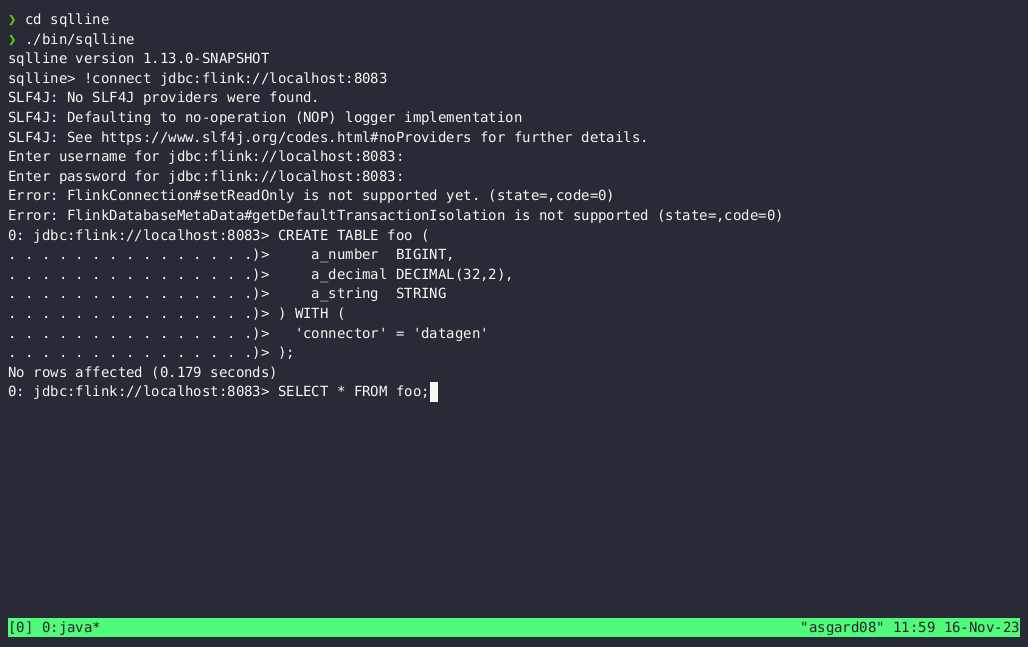 ❯ cd sqlline
❯ ./bin/sqlline
sqlline version 1.13.0-SNAPSHOT
sqlline> !connect jdbc:flink://localhost:8083
SLF4J: No SLF4J providers were found.
SLF4J: Defaulting to no-operation (NOP) logger implementation
SLF4J: See https://www.slf4j.org/codes.html#noProviders for further details.
Enter username for jdbc:flink://localhost:8083:
Enter password for jdbc:flink://localhost:8083:
Error: FlinkConnection#setReadOnly is not supported yet. (state=,code=0)
Error: FlinkDatabaseMetaData#getDefaultTransactionIsolation is not supported (state=,code=0)
0: jdbc:flink://localhost:8083> CREATE TABLE foo (
. . . . . . . . . . . . . . .)>     a_number  BIGINT,
. . . . . . . . . . . . . . .)>     a_decimal DECIMAL(32,2),
. . . . . . . . . . . . . . .)>     a_string  STRING
. . . . . . . . . . . . . . .)> ) WITH (
. . . . . . . . . . . . . . .)>   'connector' = 'datagen'
. . . . . . . . . . . . . . .)> );
No rows affected (0.179 seconds)
0: jdbc:flink://localhost:8083> SELECT * FROM foo;
[0] 0:java* "asgard08" 11:59 16-Nov-23